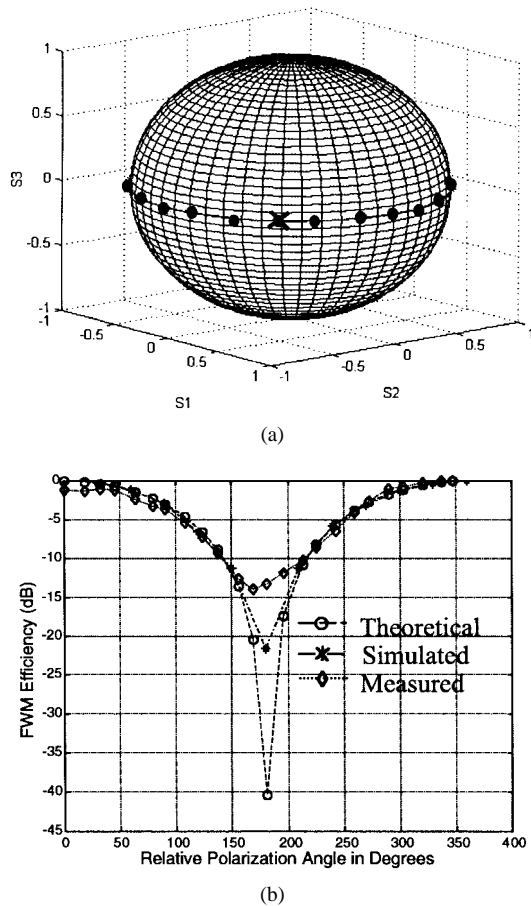 1
0.5
0
-0.5
-1
S3
-1
-0.5
0
0.5
1
S1
-1
-0.5
0
0.5
1
S2
(a)
0
-5
-10
-15
-20
-25
-30
-35
-40
-45
FWM Efficiency (dB)
Theoretical
Simulated
Measured
0 50 100 150 200 250 300 350 400
Relative Polarization Angle in Degrees
(b)